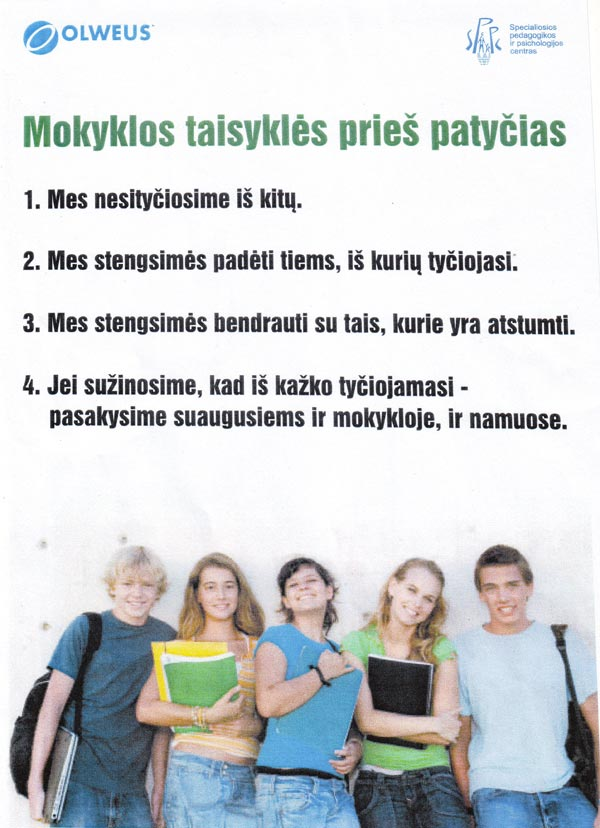 OLWEUS
Specialiosios
pedagogikos
ir psichologijos
centras
Mokyklos taisyklės prieš patyčias
1. Mes nesityčiosime iš kitų.
2. Mes stengsimės padėti tiems, iš kurių tyčiojasi.
3. Mes stengsimės bendrauti su tais, kurie yra atstumti.
4. Jei sužinosime, kad iš kažko tyčiojamasi -
pasakysime suaugusiems ir mokykloje, ir namuose.